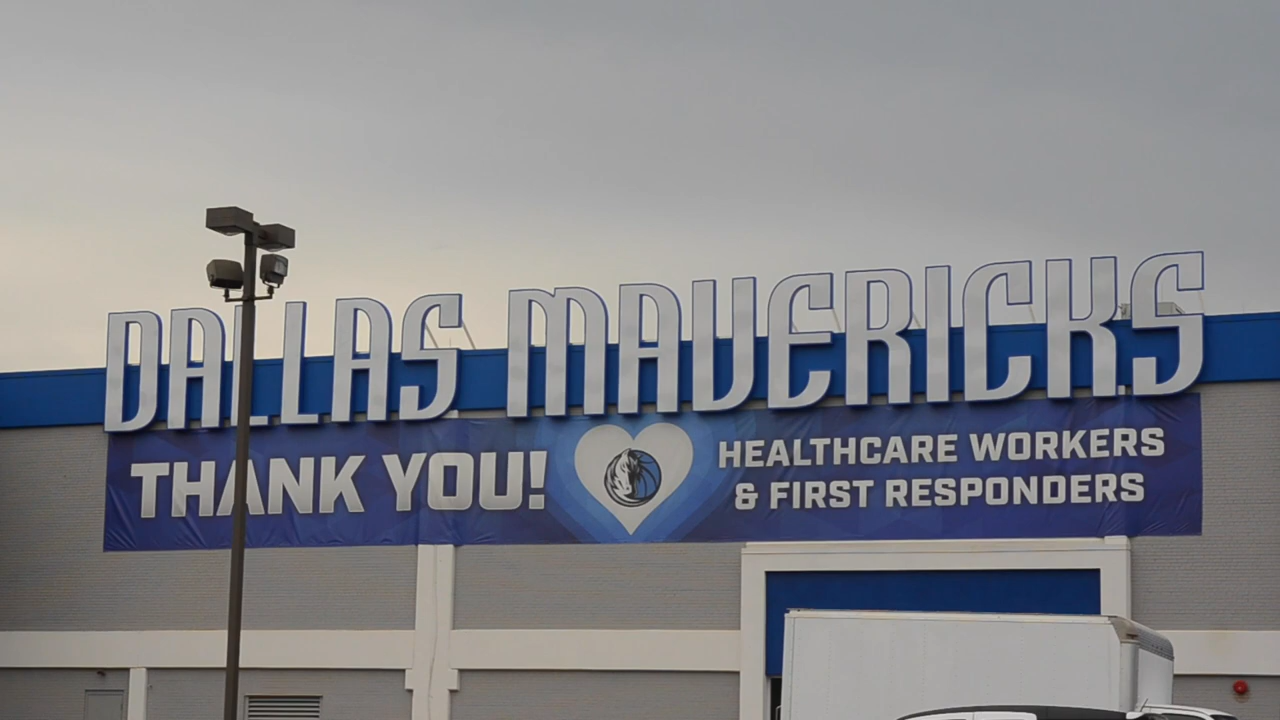 DALLAS MAVERICKS
THANK YOU!
HEALTHCARE WORKERS
& FIRST RESPONDERS